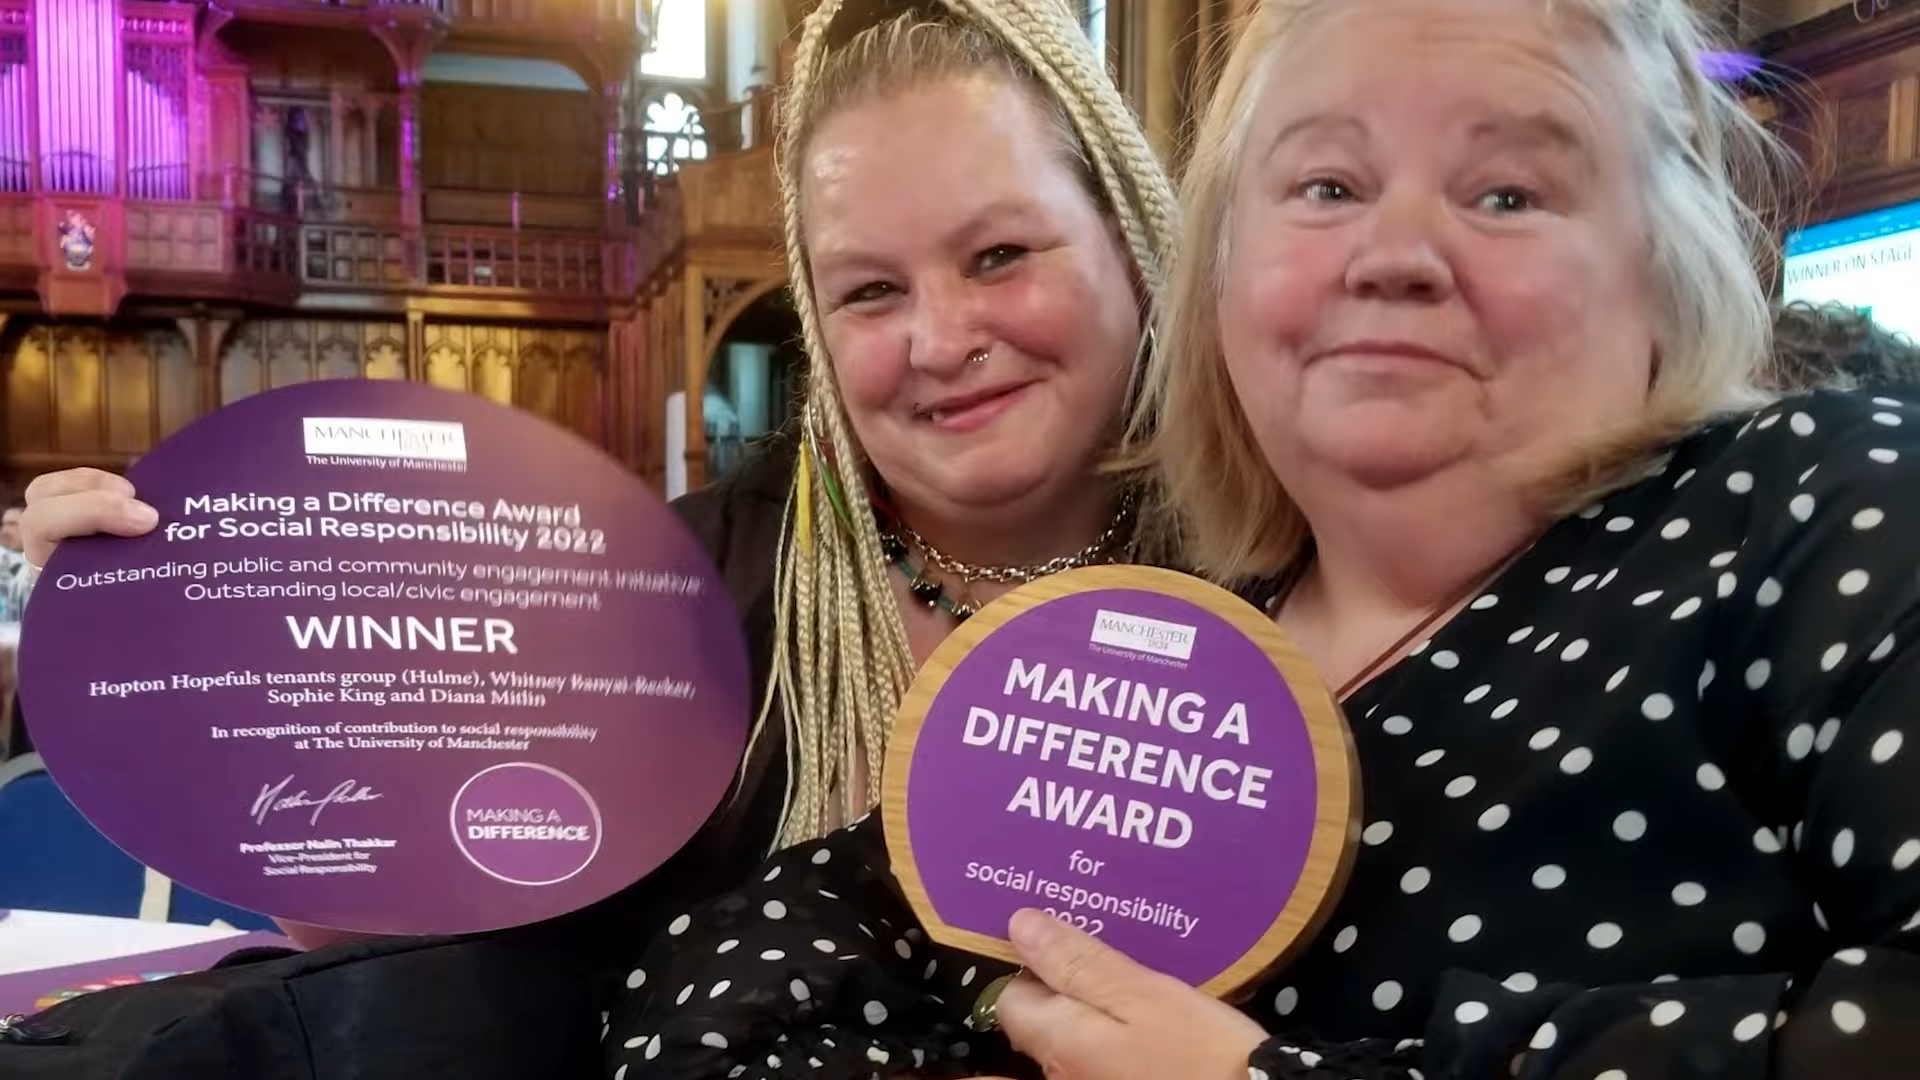 MANCHESTER
1824
The University of Manchester
Making a Difference Award
for Social Responsibility 2022
Outstanding public and community engagement initiative
Outstanding local/civic engagement
WINNER
Hopton Hopefuls tenants group (Hulme), Whitney Banyai-Becker,
Sophie King and Diana Mitlin
In recognition of contribution to social responsibility
at The University of Manchester
Professor Nalin Thakkar
Vice-President for
Social Responsibility
MAKING A
DIFFERENCE
MANCHESTER
1824
The University of Manchester
MAKING A
DIFFERENCE
AWARD
for
social responsibility
2022
WINNER ON STAGE